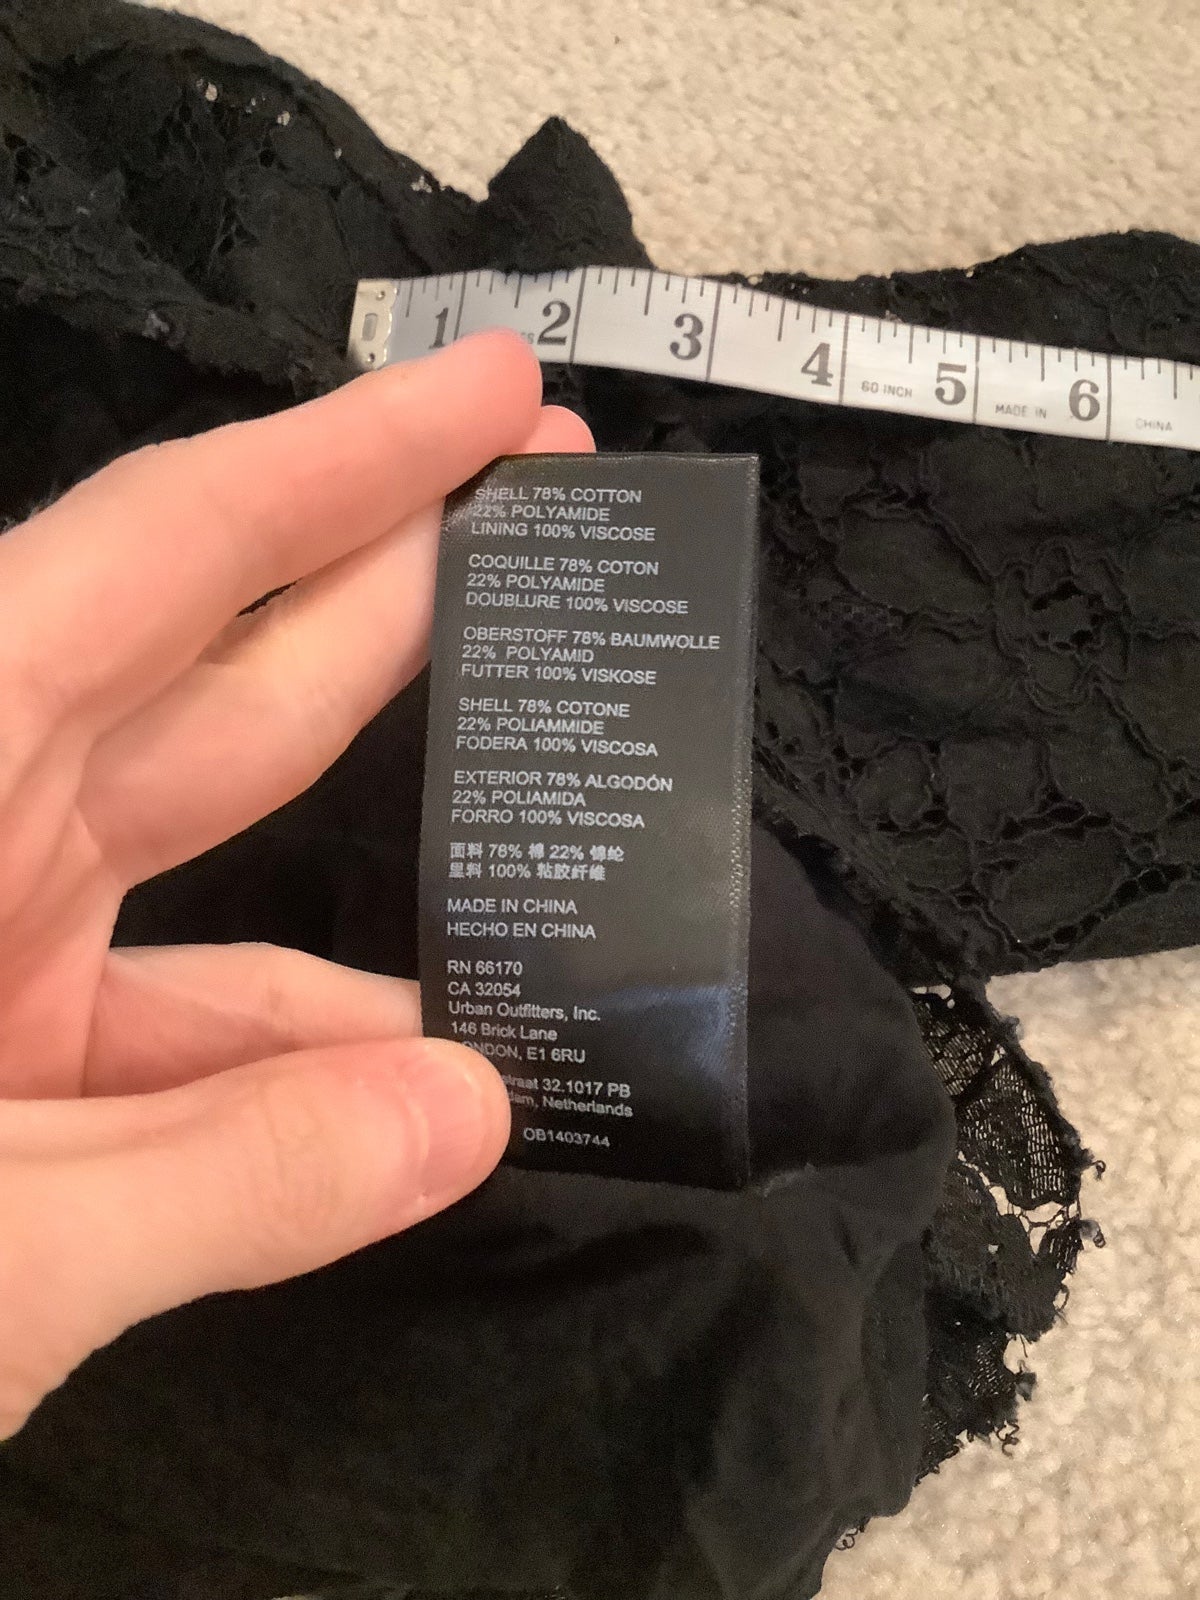 1 2 3 4 5 6
60 INCH
MADE IN
CHINA
SHELL 78% COTTON
22% POLYAMIDE
LINING 100% VISCOSE
COQUILLE 78% COTON
22% POLYAMIDE
DOUBLURE 100% VISCOSE
OBERSTOFF 78% BAUMWOLLE
22% POLYAMID
FUTTER 100% VISKOSE
SHELL 78% COTONE
22% POLIAMMIDE
FODERA 100% VISCOSA
EXTERIOR 78% ALGODÓN
22% POLIAMIDA
FORRO 100% VISCOSA
面料 78% 棉 22% 锦纶
里料 100% 粘胶纤维
MADE IN CHINA
HECHO EN CHINA
RN 66170
CA 32054
Urban Outfitters, Inc.
146 Brick Lane
LONDON, E1 6RU
32.1017 PB
Netherlands
OB1403744